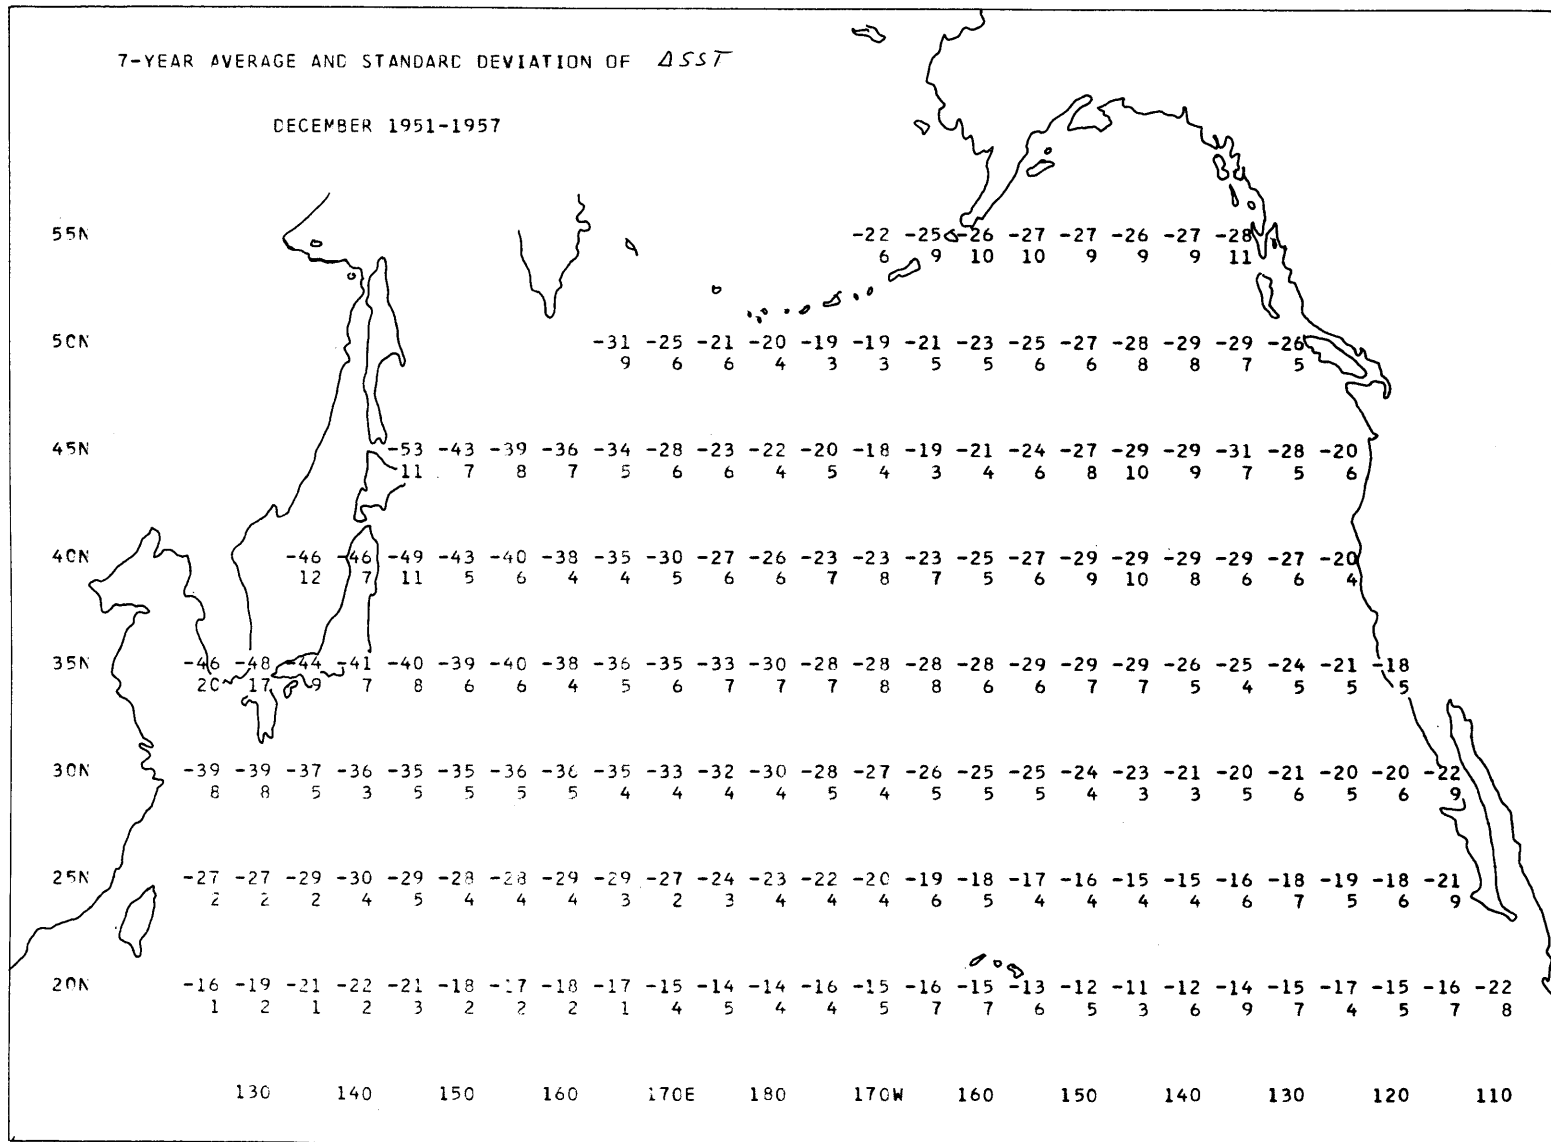 7-YEAR AVERAGE AND STANDARD DEVIATION OF ΔSST
DECEMBER 1951-1957
55N -22 -25 -26 -27 -27 -26 -27 -28
6 9 10 10 9 9 9 11
50N -31 -25 -21 -20 -19 -19 -21 -23 -25 -27 -28 -29 -29 -26
9 6 6 4 3 3 5 5 6 6 8 8 7 5
45N -53 -43 -39 -36 -34 -28 -23 -22 -20 -18 -19 -21 -24 -27 -29 -29 -31 -28 -20
11 7 8 7 5 6 6 4 5 4 3 4 6 8 10 9 7 5 6
40N -46 -46 -49 -43 -40 -38 -35 -30 -27 -26 -23 -23 -23 -25 -27 -29 -29 -29 -29 -27 -20
12 7 11 5 6 4 4 5 6 6 7 8 7 5 6 9 10 8 6 6 4
35N -46 -48 -44 -41 -40 -39 -40 -38 -36 -35 -33 -30 -28 -28 -28 -28 -29 -29 -29 -26 -25 -24 -21 -18
20 17 9 7 8 6 6 4 5 6 7 7 7 8 8 6 6 7 7 5 4 5 5 5
30N -39 -39 -37 -36 -35 -35 -36 -36 -35 -33 -32 -30 -28 -27 -26 -25 -25 -24 -23 -21 -20 -21 -20 -20 -22
8 8 5 3 5 5 5 5 4 4 4 4 5 4 5 5 5 4 3 3 5 6 5 6 9
25N -27 -27 -29 -30 -29 -28 -28 -29 -29 -27 -24 -23 -22 -20 -19 -18 -17 -16 -15 -15 -16 -18 -19 -18 -21
2 2 2 4 5 4 4 4 3 2 3 4 4 4 6 5 4 4 4 4 6 7 5 6 9
20N -16 -19 -21 -22 -21 -18 -17 -18 -17 -15 -14 -14 -16 -15 -16 -15 -13 -12 -11 -12 -14 -15 -17 -15 -16 -22
1 2 1 2 3 2 2 2 1 4 5 4 4 5 7 7 6 5 3 6 9 7 4 5 7 8
130 140 150 160 170E 180 170W 160 150 140 130 120 110